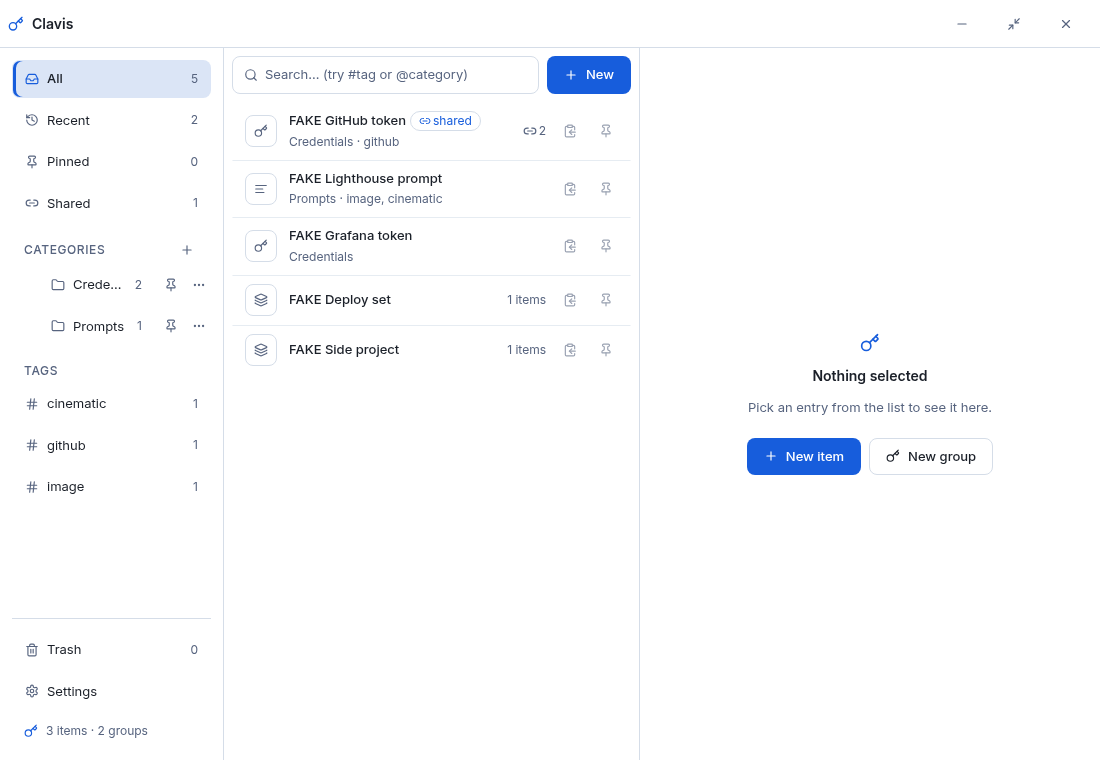 Clavis
All 5
Recent 2
Pinned 0
Shared 1
CATEGORIES
Crede... 2
Prompts 1
TAGS
cinematic 1
github 1
image 1
Trash 0
Settings
3 items · 2 groups
Search... (try #tag or @category)
New
FAKE GitHub token shared
Credentials · github
2
FAKE Lighthouse prompt
Prompts · image, cinematic
FAKE Grafana token
Credentials
FAKE Deploy set 1 items
FAKE Side project 1 items
Nothing selected
Pick an entry from the list to see it here.
New item
New group